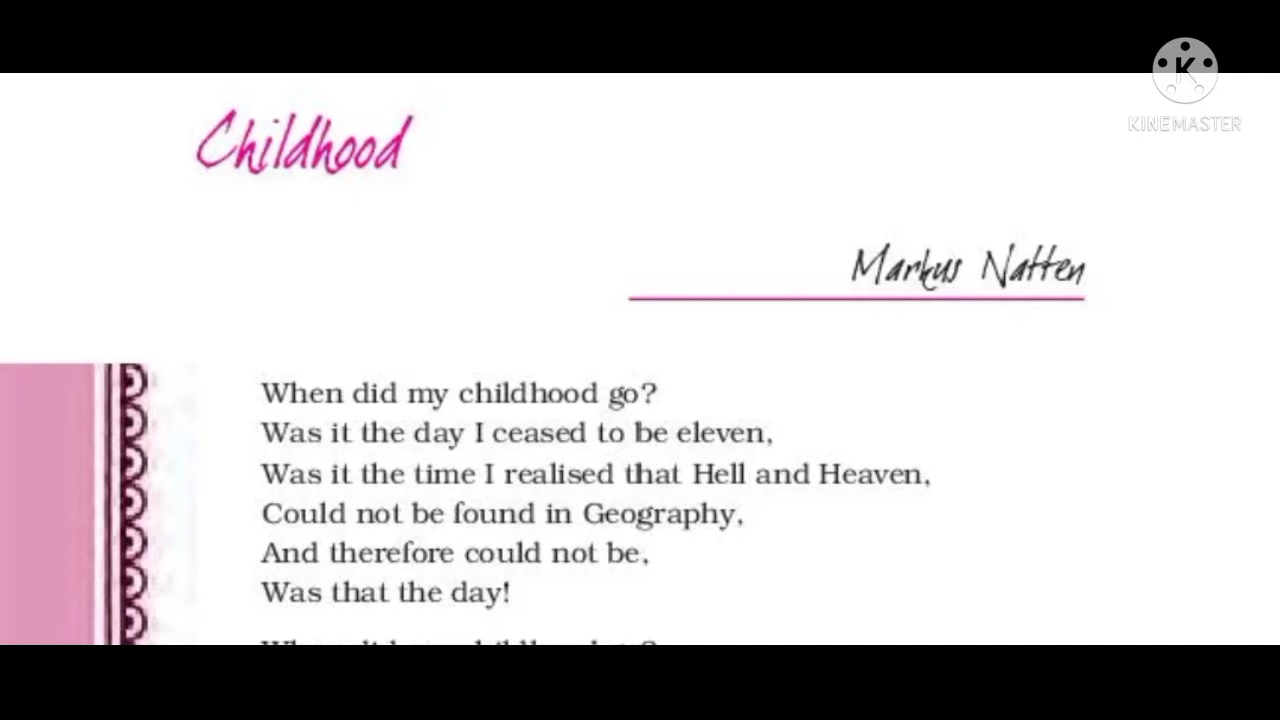 KINEMASTER
Childhood
Markus Natten
When did my childhood go?
Was it the day I ceased to be eleven,
Was it the time I realised that Hell and Heaven,
Could not be found in Geography,
And therefore could not be,
Was that the day!